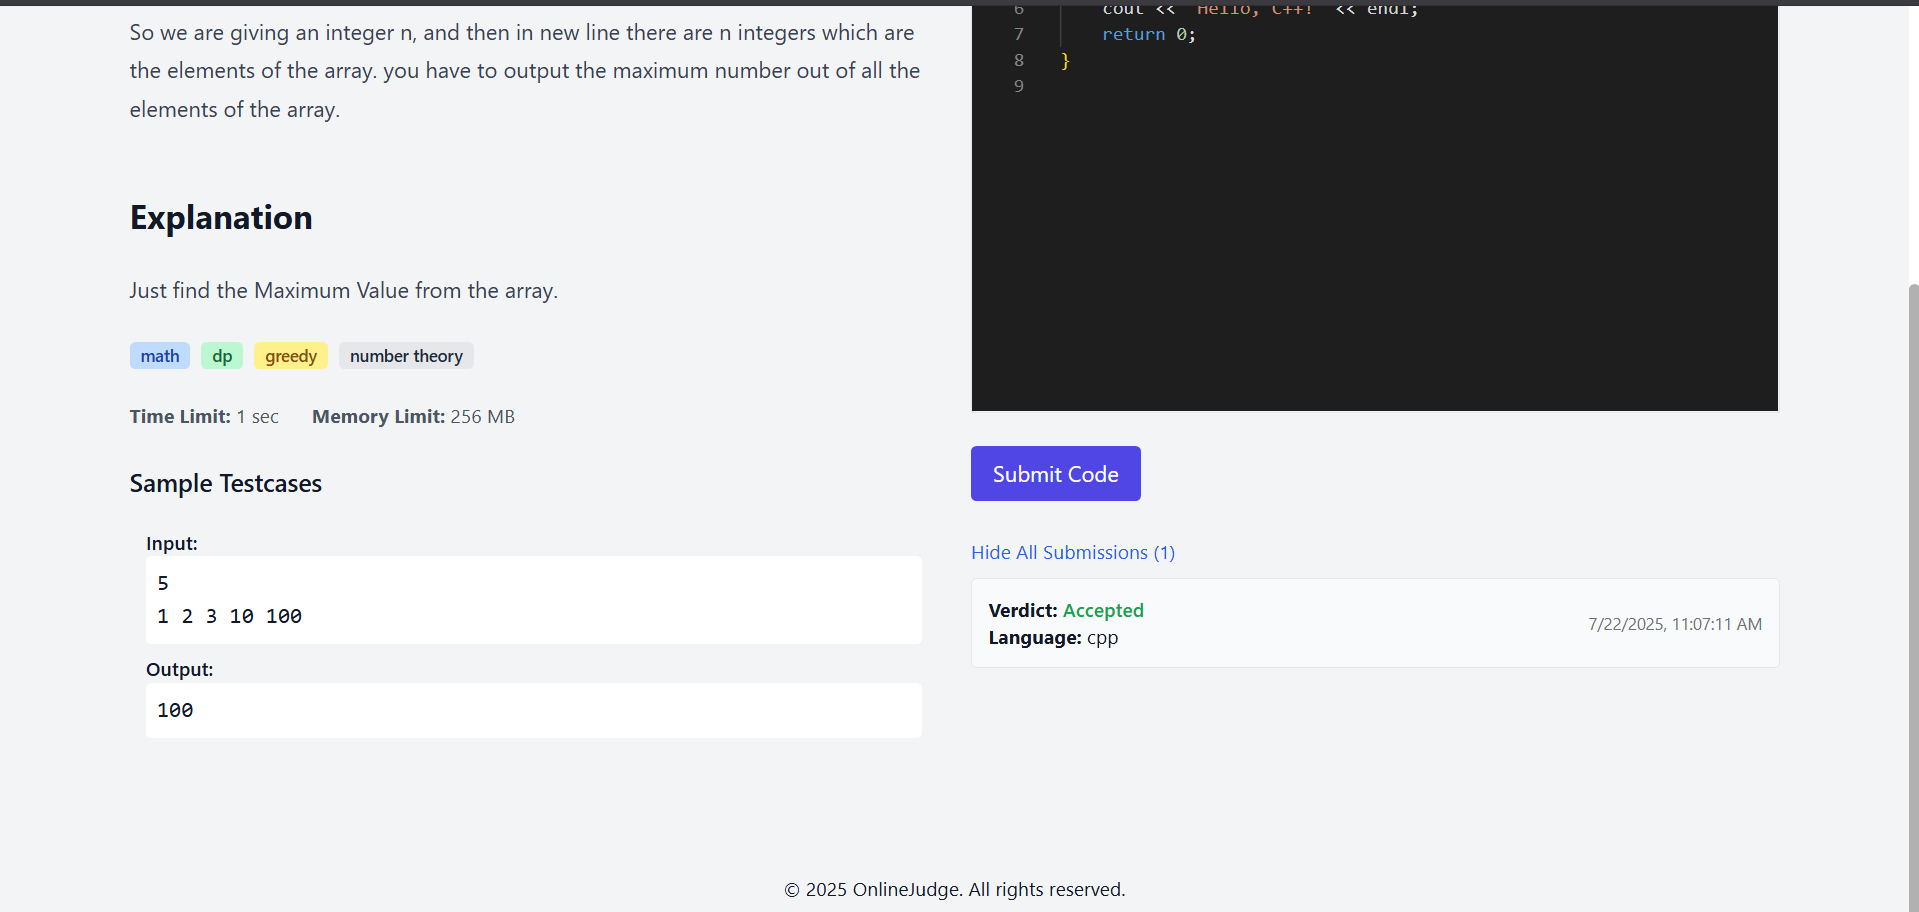 So we are giving an integer n, and then in new line there are n integers which are
the elements of the array. you have to output the maximum number out of all the
elements of the array.
Explanation
Just find the Maximum Value from the array.
math dp greedy number theory
Time Limit: 1 sec Memory Limit: 256 MB
Sample Testcases
Input:
5
1 2 3 10 100
Output:
100
6 cout << "Hello, C++!" << endl;
7 return 0;
8 }
9
Submit Code
Hide All Submissions (1)
Verdict: Accepted
Language: cpp
7/22/2025, 11:07:11 AM
© 2025 OnlineJudge. All rights reserved.